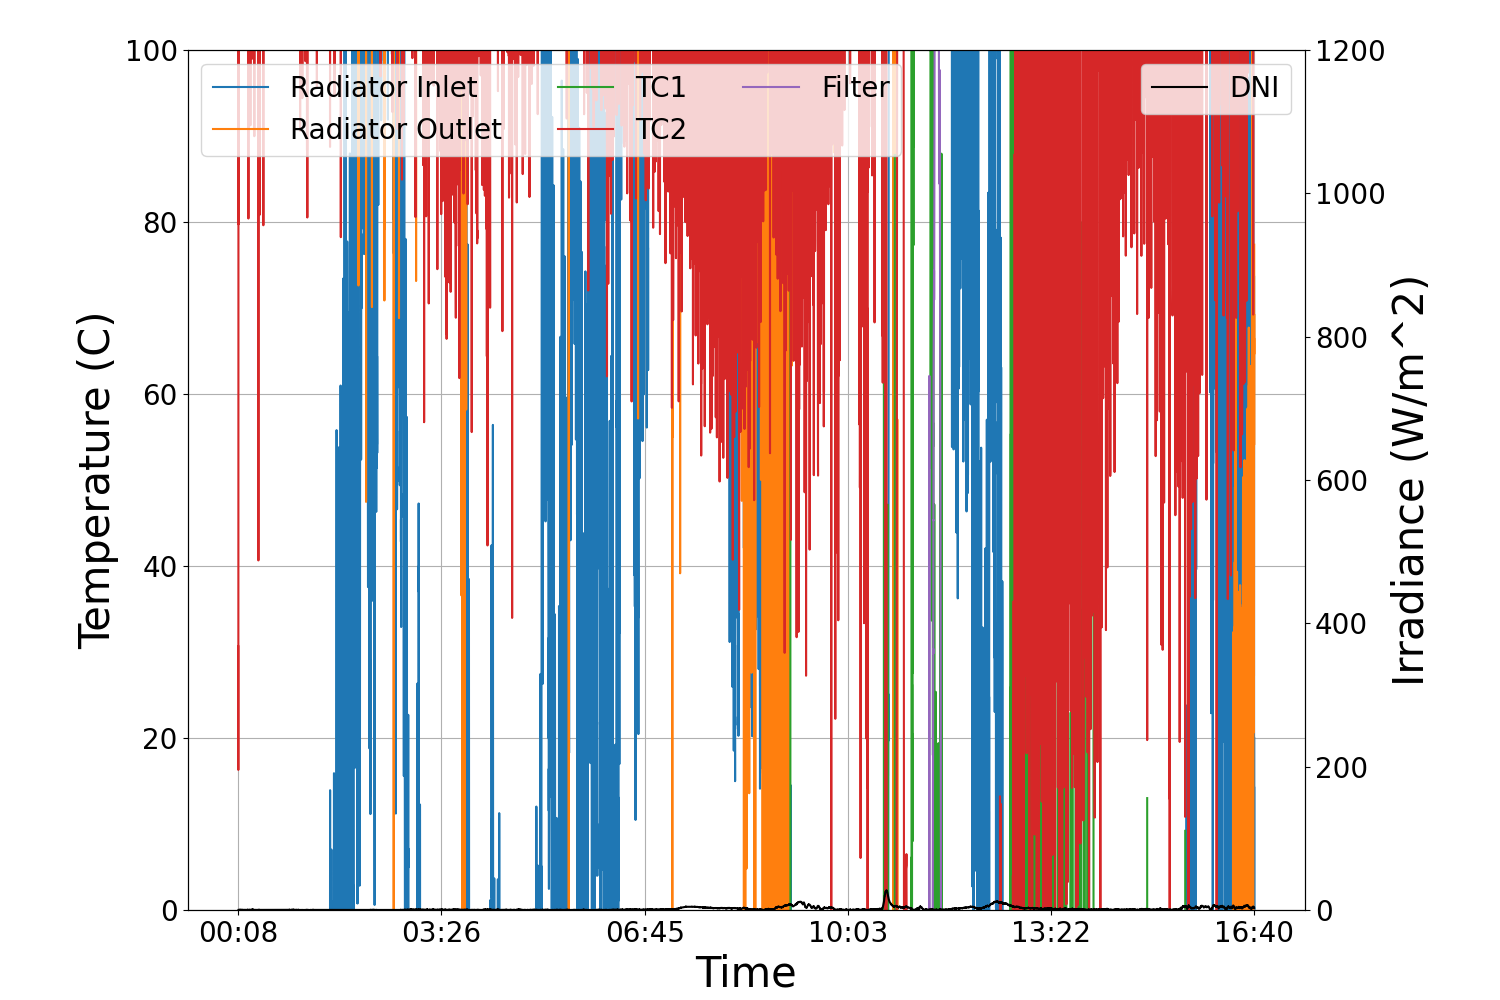 100
80
60
40
20
0
Temperature (C)
Radiator Inlet
Radiator Outlet
TC1
TC2
Filter
DNI
1200
1000
800
600
400
200
0
Irradiance (W/m^2)
00:08
03:26
06:45
10:03
13:22
16:40
Time